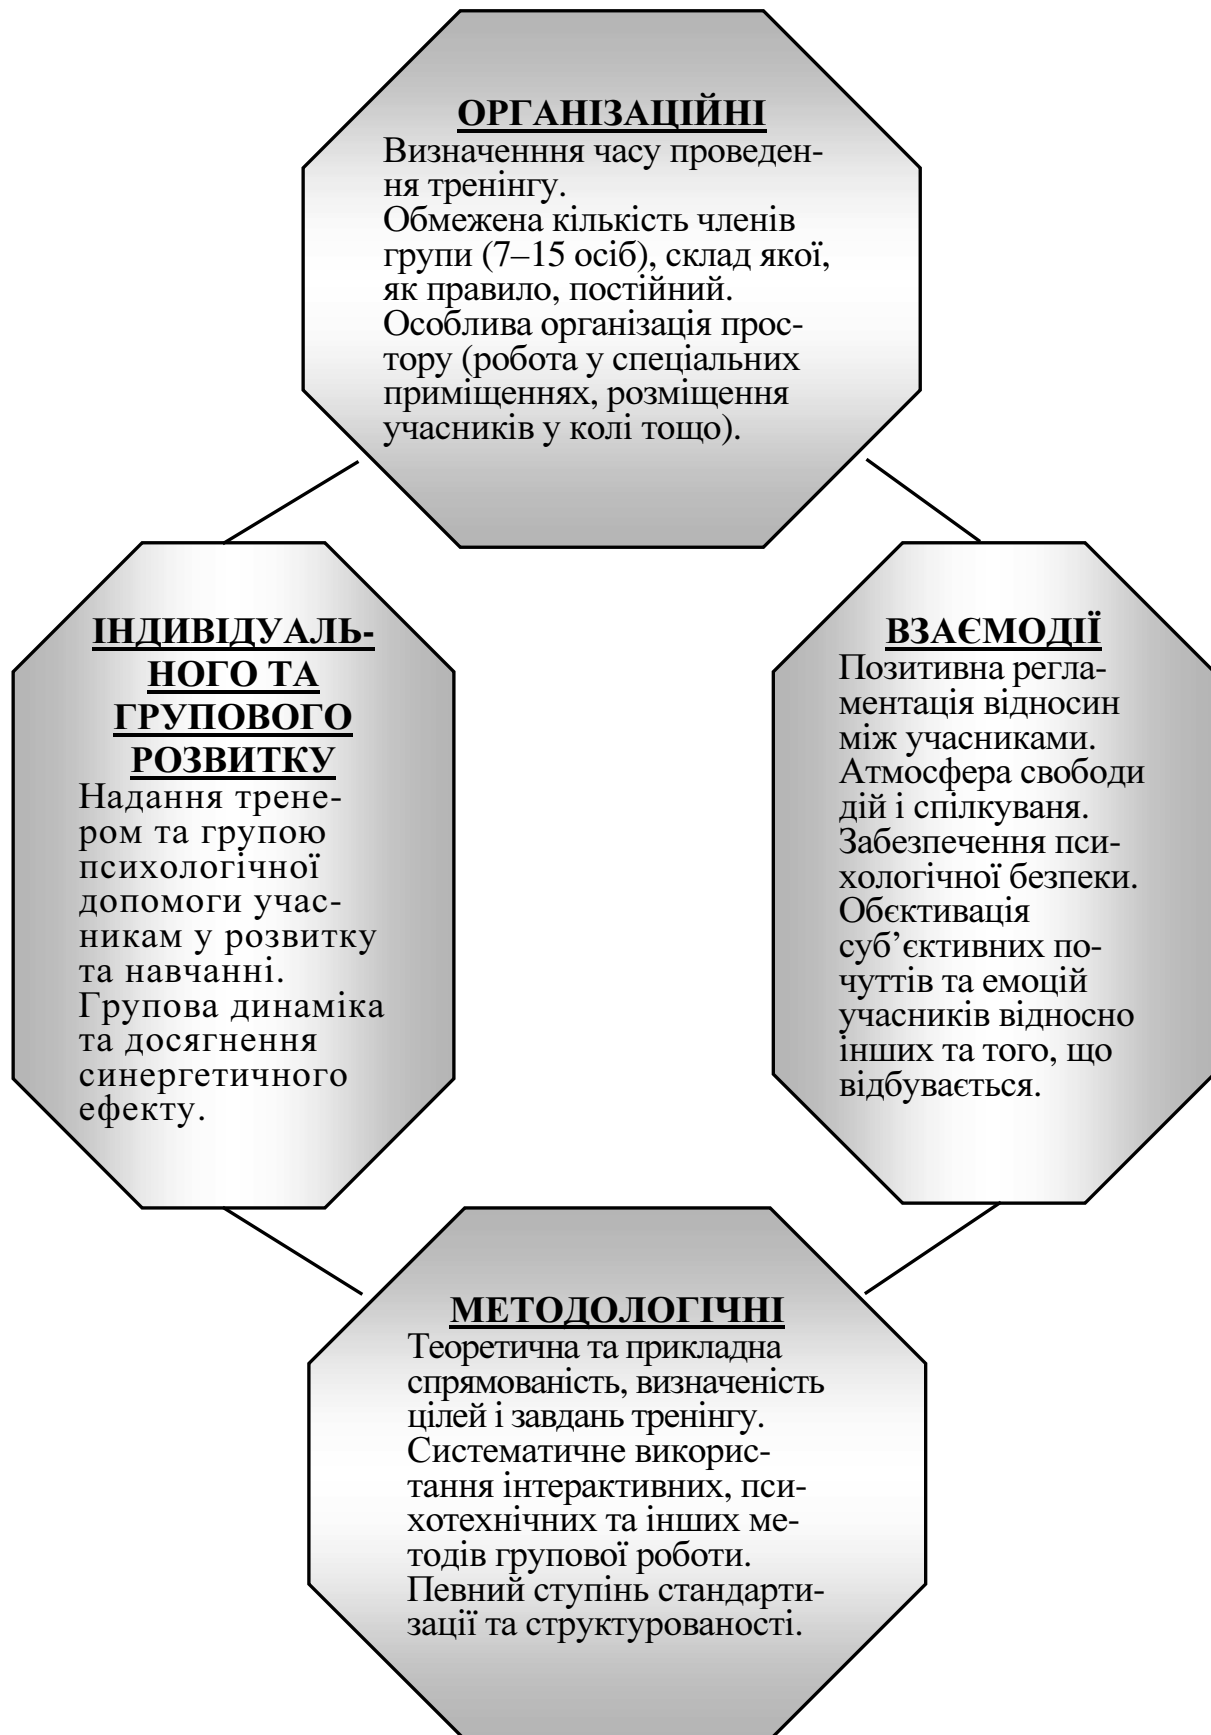 ОРГАНІЗАЦІЙНІ
Визначенння часу проведен-
ня тренінгу.
Обмежена кількість членів
групи (7–15 осіб), склад якої,
як правило, постійний.
Особлива організація прос-
тору (робота у спеціальних
приміщеннях, розміщення
учасників у колі тощо).
ІНДИВІДУАЛЬ-
НОГО ТА
ГРУПОВОГО
РОЗВИТКУ
Надання трене-
ром та групою
психологічної
допомоги учас-
никам у розвитку
та навчанні.
Групова динаміка
та досягнення
синергетичного
ефекту.
ВЗАЄМОДІЇ
Позитивна регла-
ментація відносин
між учасниками.
Атмосфера свободи
дій і спілкуваня.
Забезпечення пси-
хологічної безпеки.
Обєктивація
суб’єктивних по-
чуттів та емоцій
учасників відносно
інших та того, що
відбувається.
МЕТОДОЛОГІЧНІ
Теоретична та прикладна
спрямованість, визначеність
цілей і завдань тренінгу.
Систематичне викорис-
тання інтерактивних, пси-
хотехнічних та інших ме-
тодів групової роботи.
Певний ступінь стандарти-
зації та структурованості.